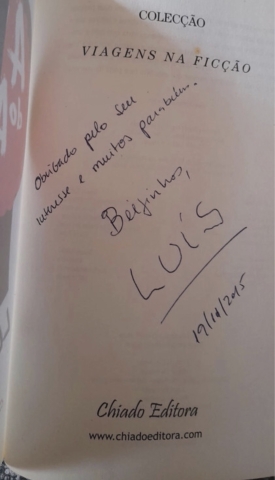 COLECÇÃO
VIAGENS NA FICÇÃO
Obrigado pelo seu
interesse e muitos parabéns.
Beijinhos,
LUÍS
19/10/2015
Chiado Editora
www.chiadoeditora.com